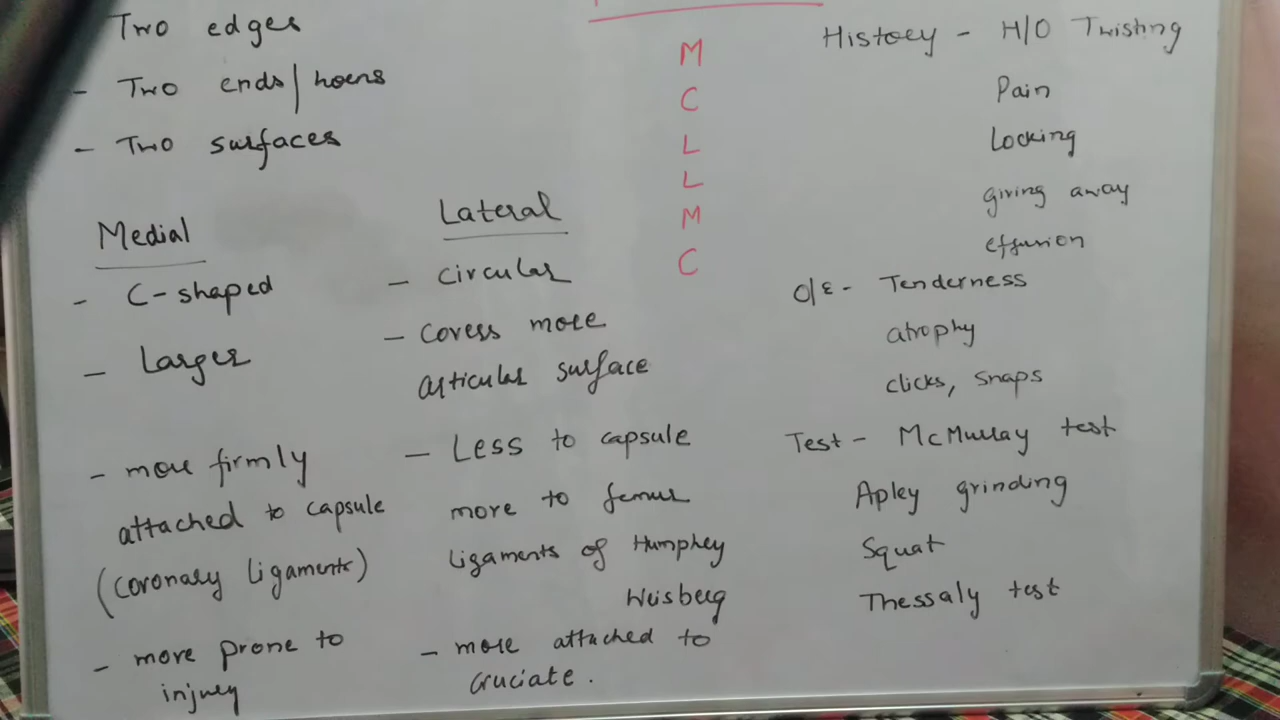 Two edges
- Two ends/horns
- Two surfaces
Medial
- C-shaped
- Larger
- more firmly
attached to capsule
(coronary ligaments)
- more prone to
injury
Lateral
- circular
- covers more
articular surface
- Less to capsule
more to femur
ligaments of Humphey
Wrisberg
- more attached to
cruciate.
M
C
L
L
M
C
History - H/O Twisting
Pain
Locking
giving away
effusion
O/E - Tenderness
atrophy
clicks, snaps
Test - McMurray test
Apley grinding
Squat
Thessaly test